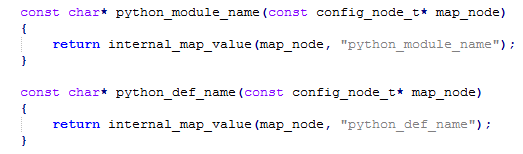 const char* python_module_name(const config_node_t* map_node)
{
    return internal_map_value(map_node, "python_module_name");
}
const char* python_def_name(const config_node_t* map_node)
{
    return internal_map_value(map_node, "python_def_name");
}